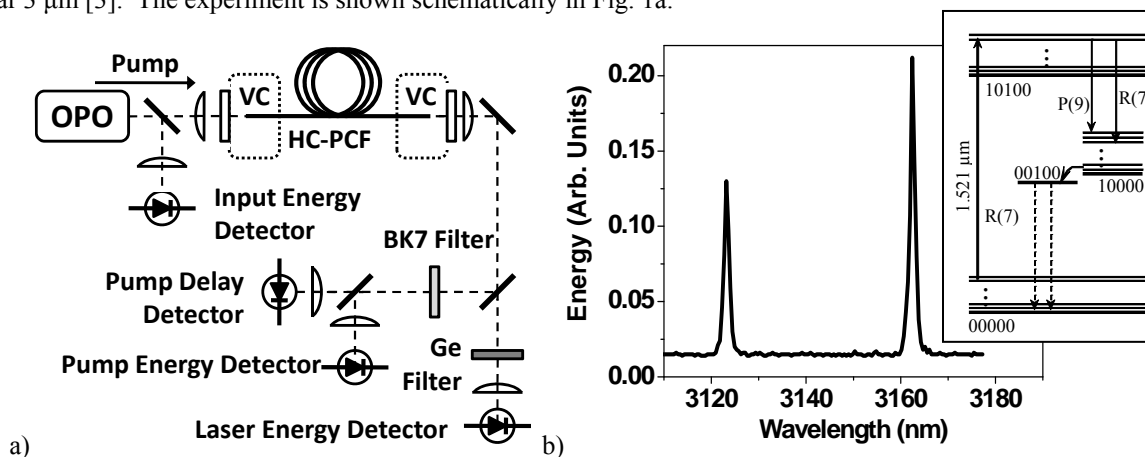 ar 3 µm [5]. The experiment is shown schematically in Fig. 1a.
Pump
OPO
VC
VC
HC-PCF
Input Energy
Detector
BK7 Filter
Pump Delay
Detector
Pump Energy Detector
Ge
Filter
Laser Energy Detector
a)
b)
Energy (Arb. Units)
0.20
0.15
0.10
0.05
0.00
3120
3140
3160
3180
Wavelength (nm)
10100
P(9)
R(7
1.521 µm
00100
10000
R(7)
00000